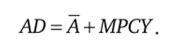 AD = A̅ + MPCY.